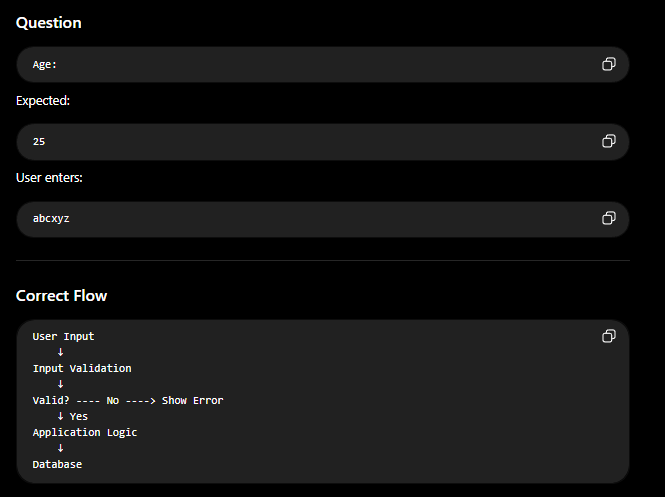 Question
Age:
Expected:
25
User enters:
abcxyz
Correct Flow
User Input
↓
Input Validation
↓
Valid? ---- No ----> Show Error
↓ Yes
Application Logic
↓
Database